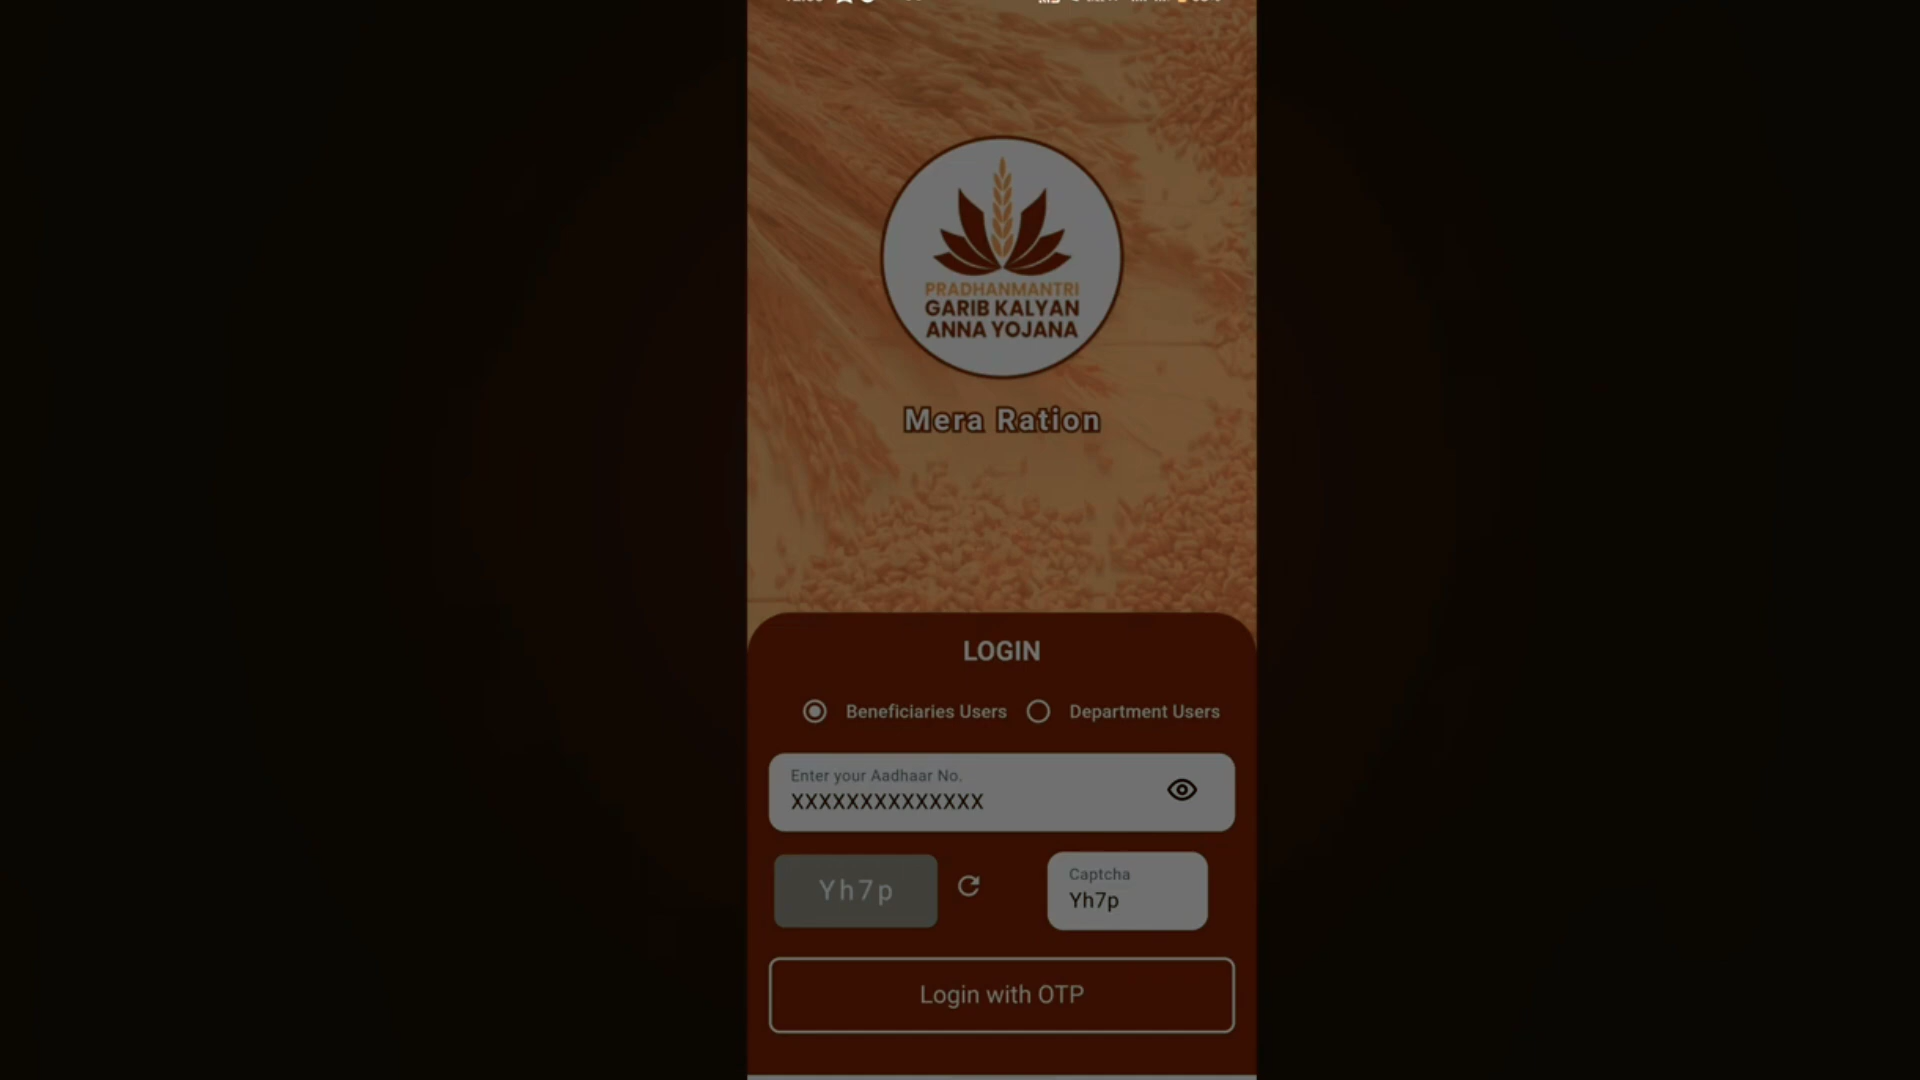 PRADHANMANTRI
GARIB KALYAN
ANNA YOJANA
Mera Ration
LOGIN
Beneficiaries Users
Department Users
Enter your Aadhaar No.
XXXXXXXXXXXXXX
Yh7p
Captcha
Yh7p
Login with OTP